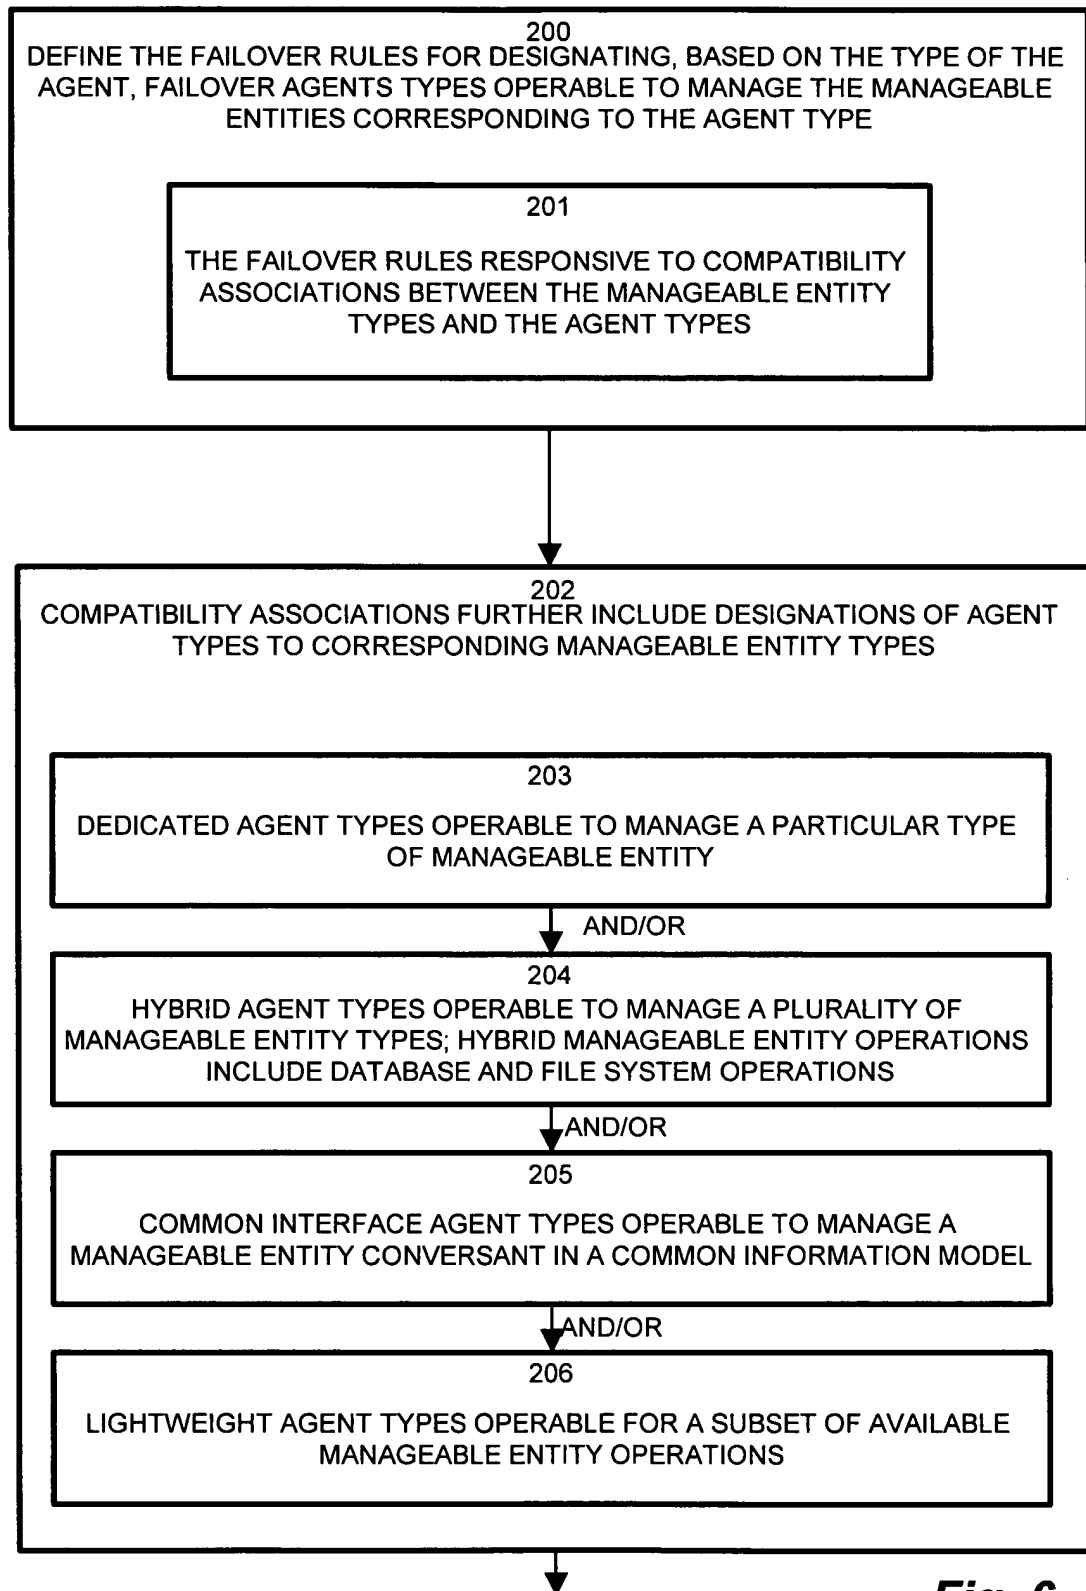 200
DEFINE THE FAILOVER RULES FOR DESIGNATING, BASED ON THE TYPE OF THE
AGENT, FAILOVER AGENTS TYPES OPERABLE TO MANAGE THE MANAGEABLE
ENTITIES CORRESPONDING TO THE AGENT TYPE
201
THE FAILOVER RULES RESPONSIVE TO COMPATIBILITY
ASSOCIATIONS BETWEEN THE MANAGEABLE ENTITY
TYPES AND THE AGENT TYPES
202
COMPATIBILITY ASSOCIATIONS FURTHER INCLUDE DESIGNATIONS OF AGENT
TYPES TO CORRESPONDING MANAGEABLE ENTITY TYPES
203
DEDICATED AGENT TYPES OPERABLE TO MANAGE A PARTICULAR TYPE
OF MANAGEABLE ENTITY
AND/OR
204
HYBRID AGENT TYPES OPERABLE TO MANAGE A PLURALITY OF
MANAGEABLE ENTITY TYPES; HYBRID MANAGEABLE ENTITY OPERATIONS
INCLUDE DATABASE AND FILE SYSTEM OPERATIONS
AND/OR
205
COMMON INTERFACE AGENT TYPES OPERABLE TO MANAGE A
MANAGEABLE ENTITY CONVERSANT IN A COMMON INFORMATION MODEL
AND/OR
206
LIGHTWEIGHT AGENT TYPES OPERABLE FOR A SUBSET OF AVAILABLE
MANAGEABLE ENTITY OPERATIONS
Fig. 6